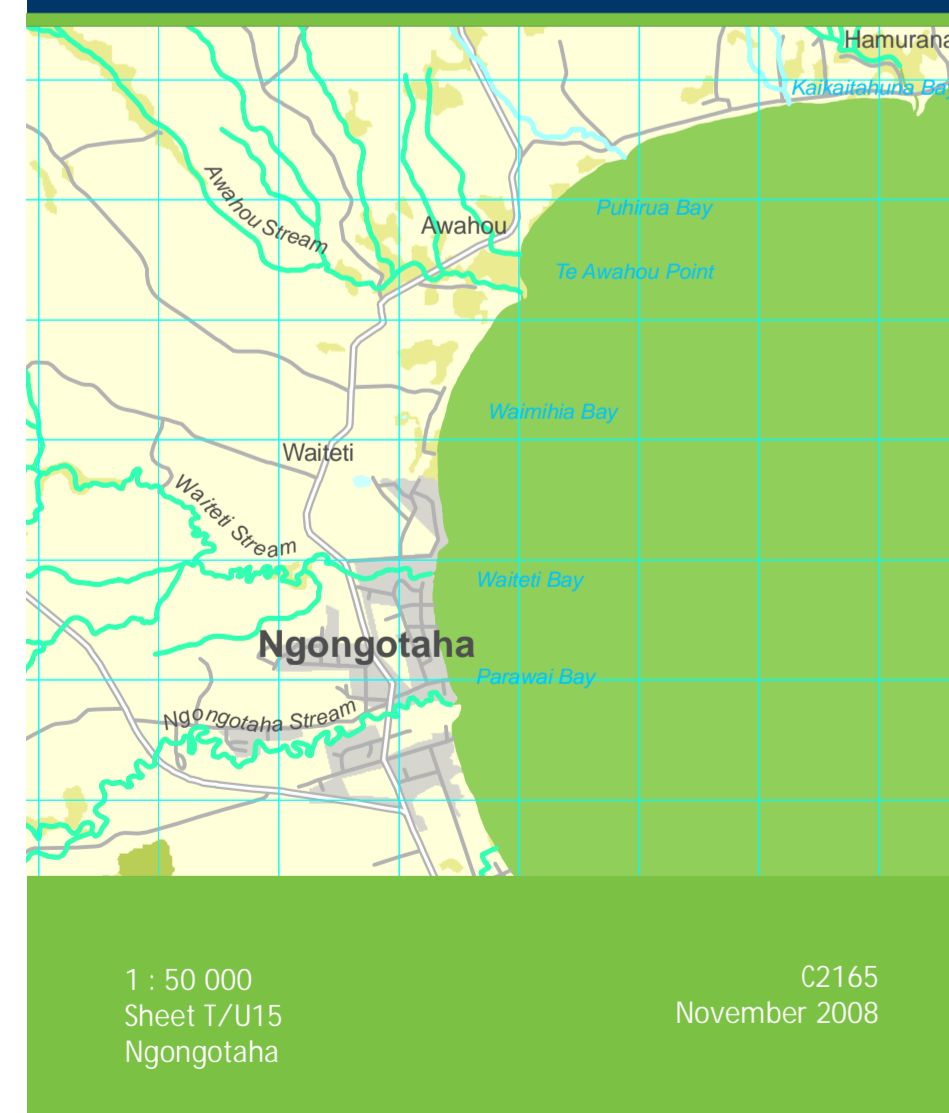 Hamurana
Kaikaitahuna Bay
Puhirua Bay
Awahou Stream
Awahou
Te Awahou Point
Waimihia Bay
Waiteti
Waiteti Stream
Waiteti Bay
Ngongotaha
Parawai Bay
Ngongotaha Stream
1 : 50 000
Sheet T/U15
Ngongotaha
C2165
November 2008